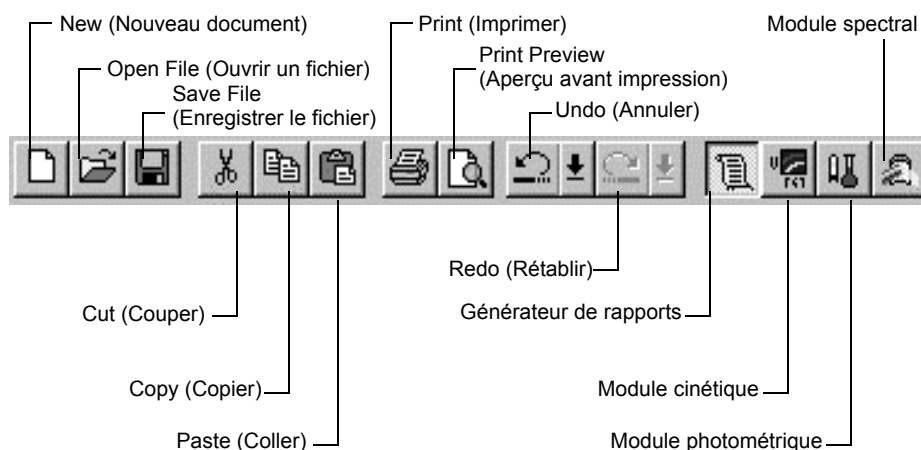 New (Nouveau document)
Print (Imprimer)
Module spectral
Open File (Ouvrir un fichier)
Print Preview
(Aperçu avant impression)
Save File
(Enregistrer le fichier)
Undo (Annuler)
Redo (Rétablir)
Cut (Couper)
Générateur de rapports
Copy (Copier)
Module cinétique
Paste (Coller)
Module photométrique